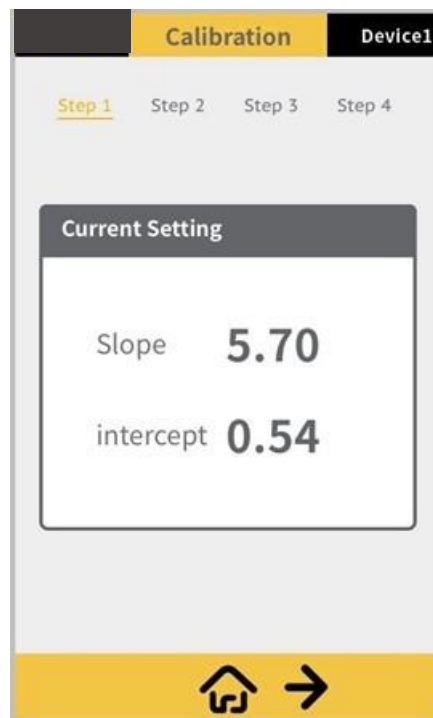 Calibration Device1
Step 1 Step 2 Step 3 Step 4
Current Setting
Slope 5.70
intercept 0.54